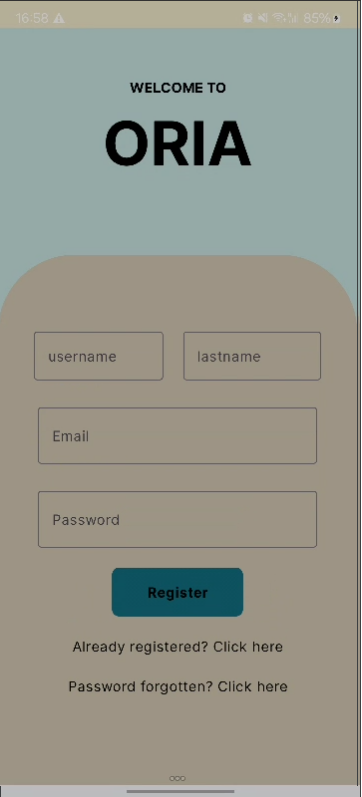 16:58 85%
WELCOME TO
ORIA
username lastname
Email
Password
Register
Already registered? Click here
Password forgotten? Click here